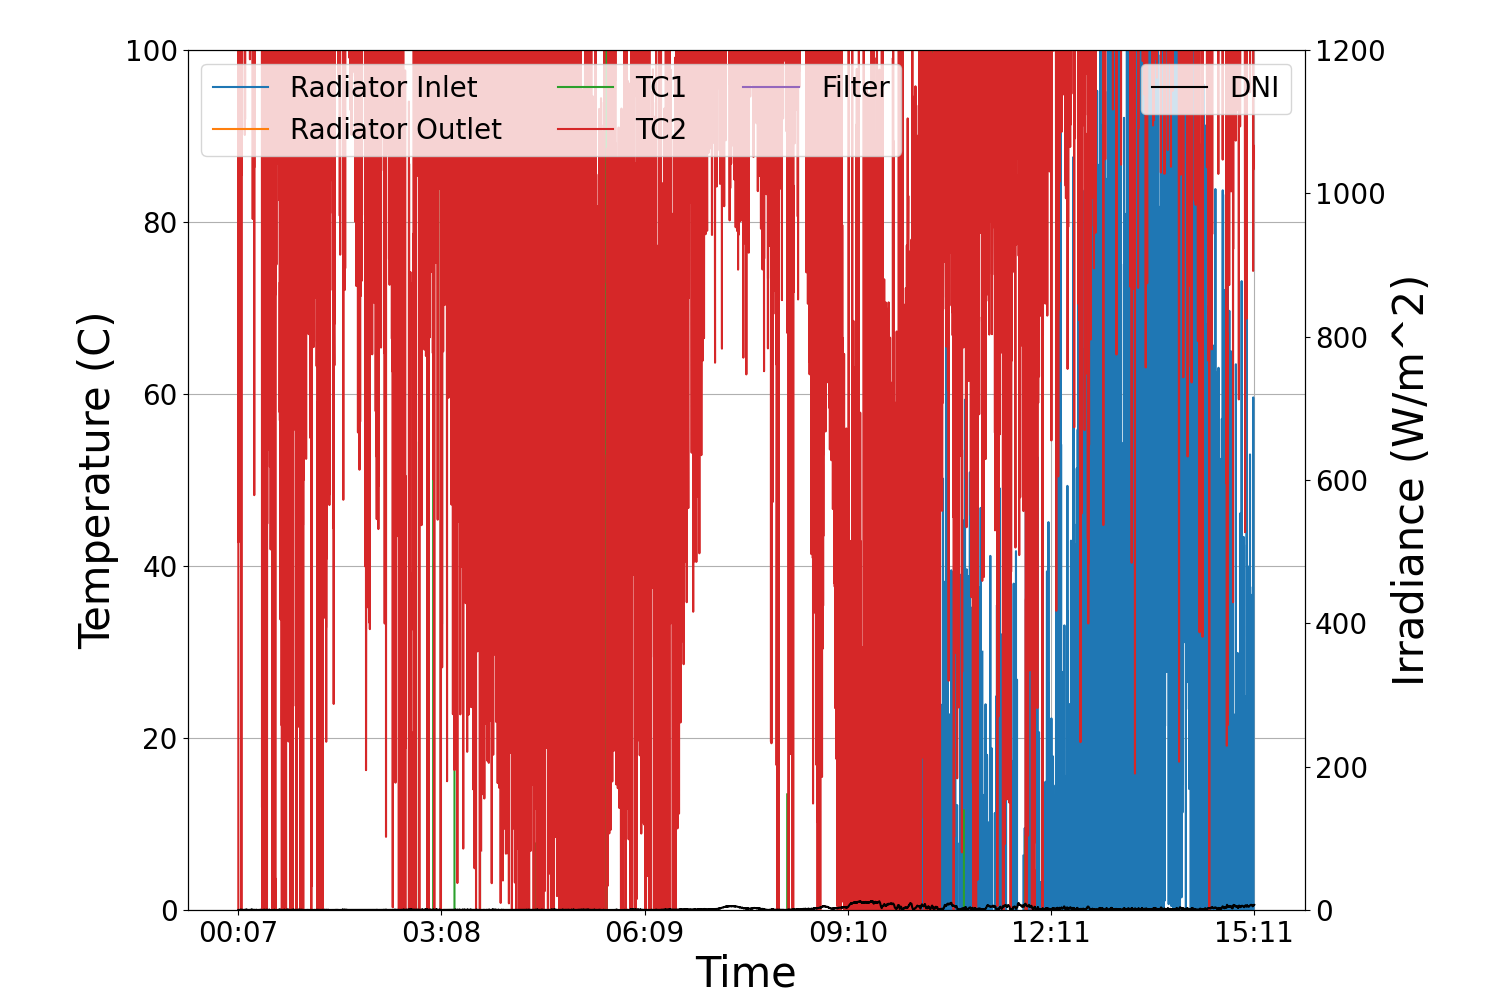 100
80
60
40
20
0
Temperature (C)
Radiator Inlet
Radiator Outlet
TC1
TC2
Filter
DNI
1200
1000
800
600
400
200
0
Irradiance (W/m^2)
00:07 03:08 06:09 09:10 12:11 15:11
Time